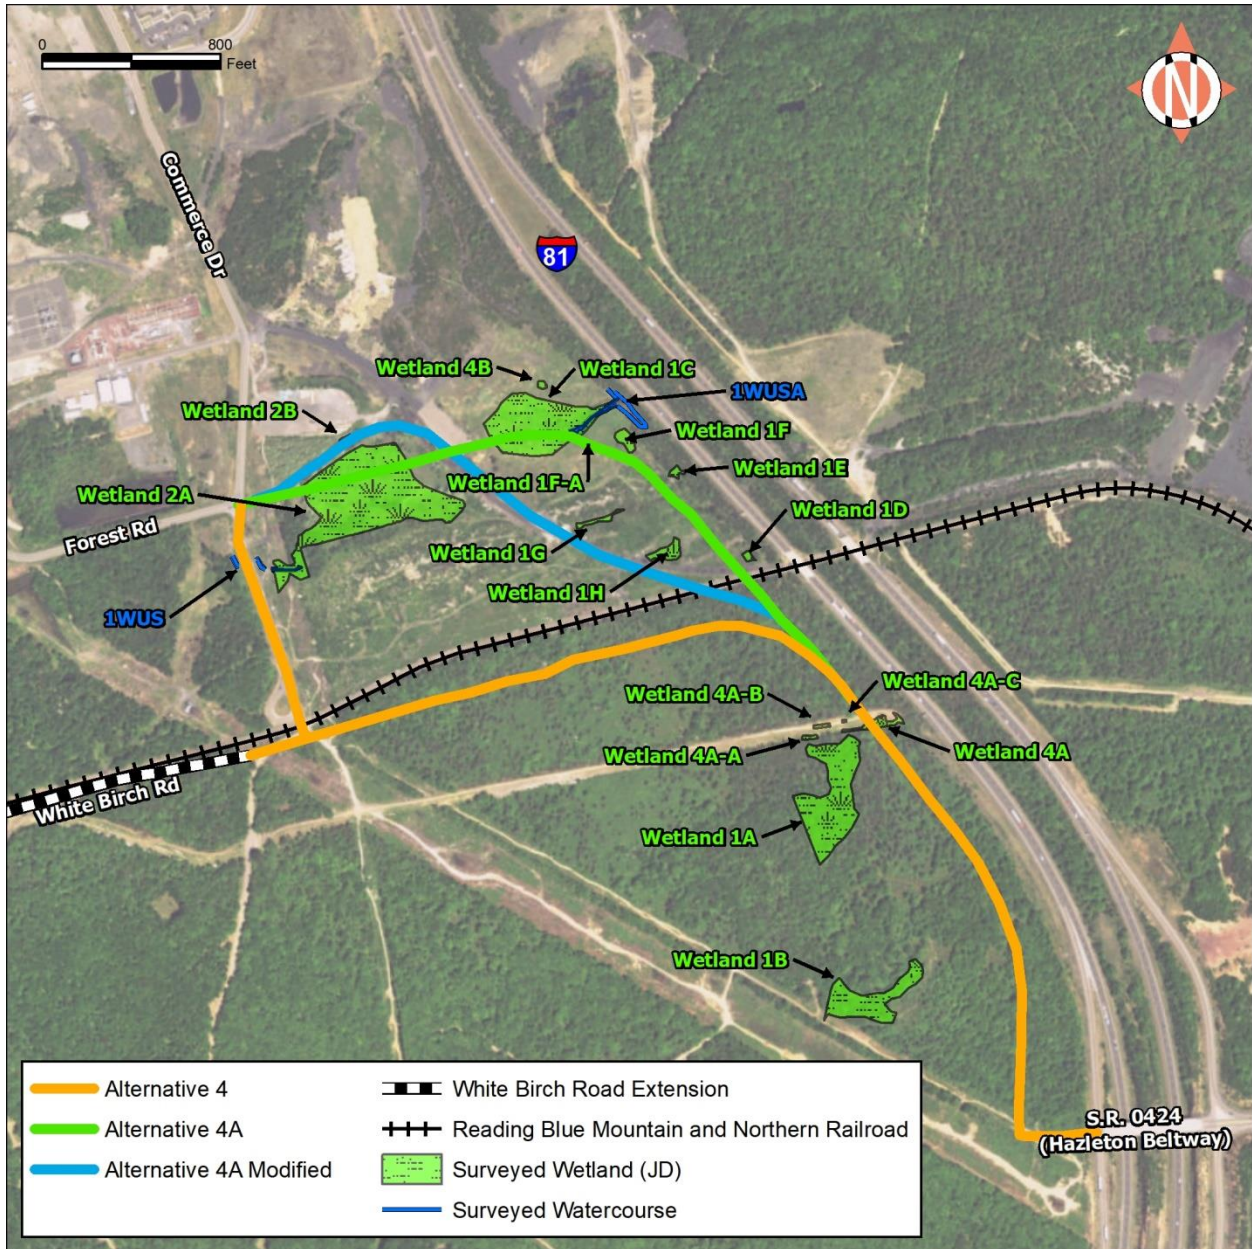 0 800
Feet
N
Commerce Dr
81
Wetland 4B
Wetland 1C
1WUSA
Wetland 2B
Wetland 1F
Wetland 1E
Wetland 1F-A
Wetland 2A
Wetland 1D
Forest Rd
Wetland 1G
Wetland 1H
1WUS
Wetland 4A-C
Wetland 4A-B
Wetland 4A
Wetland 4A-A
White Birch Rd
Wetland 1A
Wetland 1B
S.R. 0424
(Hazleton Beltway)
Alternative 4
Alternative 4A
Alternative 4A Modified
White Birch Road Extension
Reading Blue Mountain and Northern Railroad
Surveyed Wetland (JD)
Surveyed Watercourse